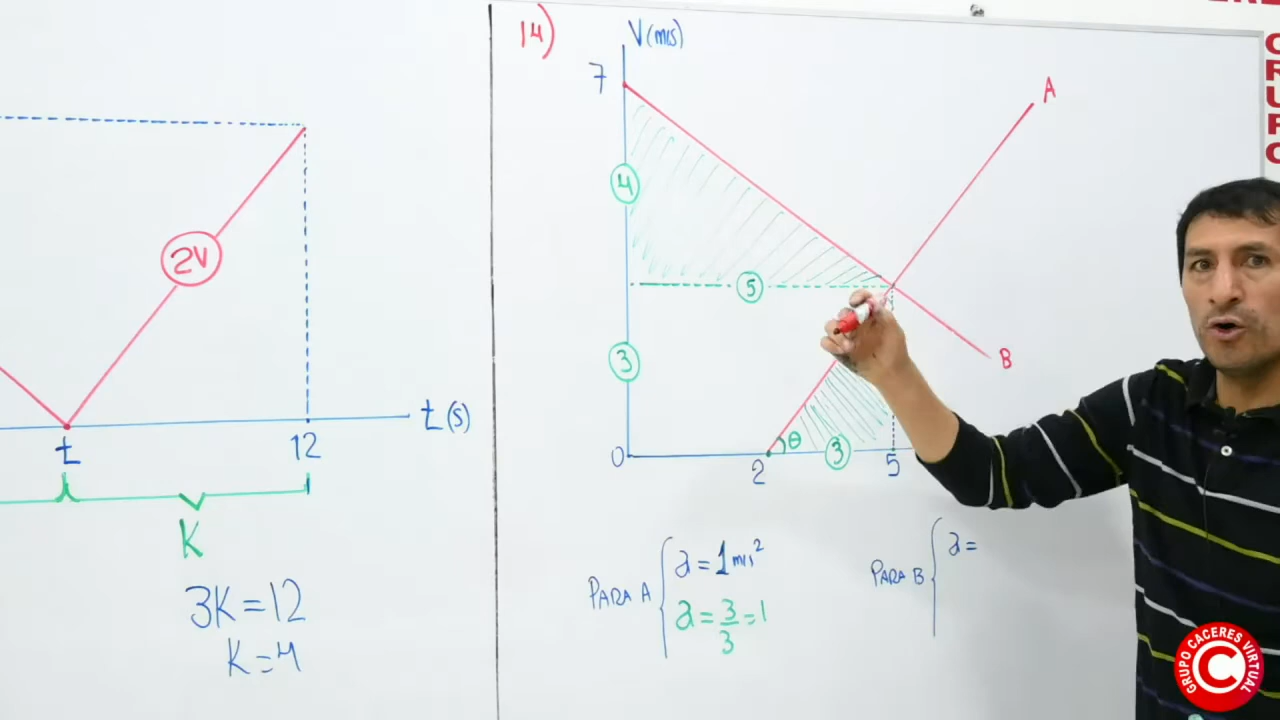 2V
t
12
t (s)
K
3K = 12
K = 4
14)
V (m/s)
7
4
5
3
0
2
θ
3
5
A
B
PARA A
a = 1 m/s²
a = 3/3 = 1
PARA B
a =
GRUPO CACERES VIRTUAL
C